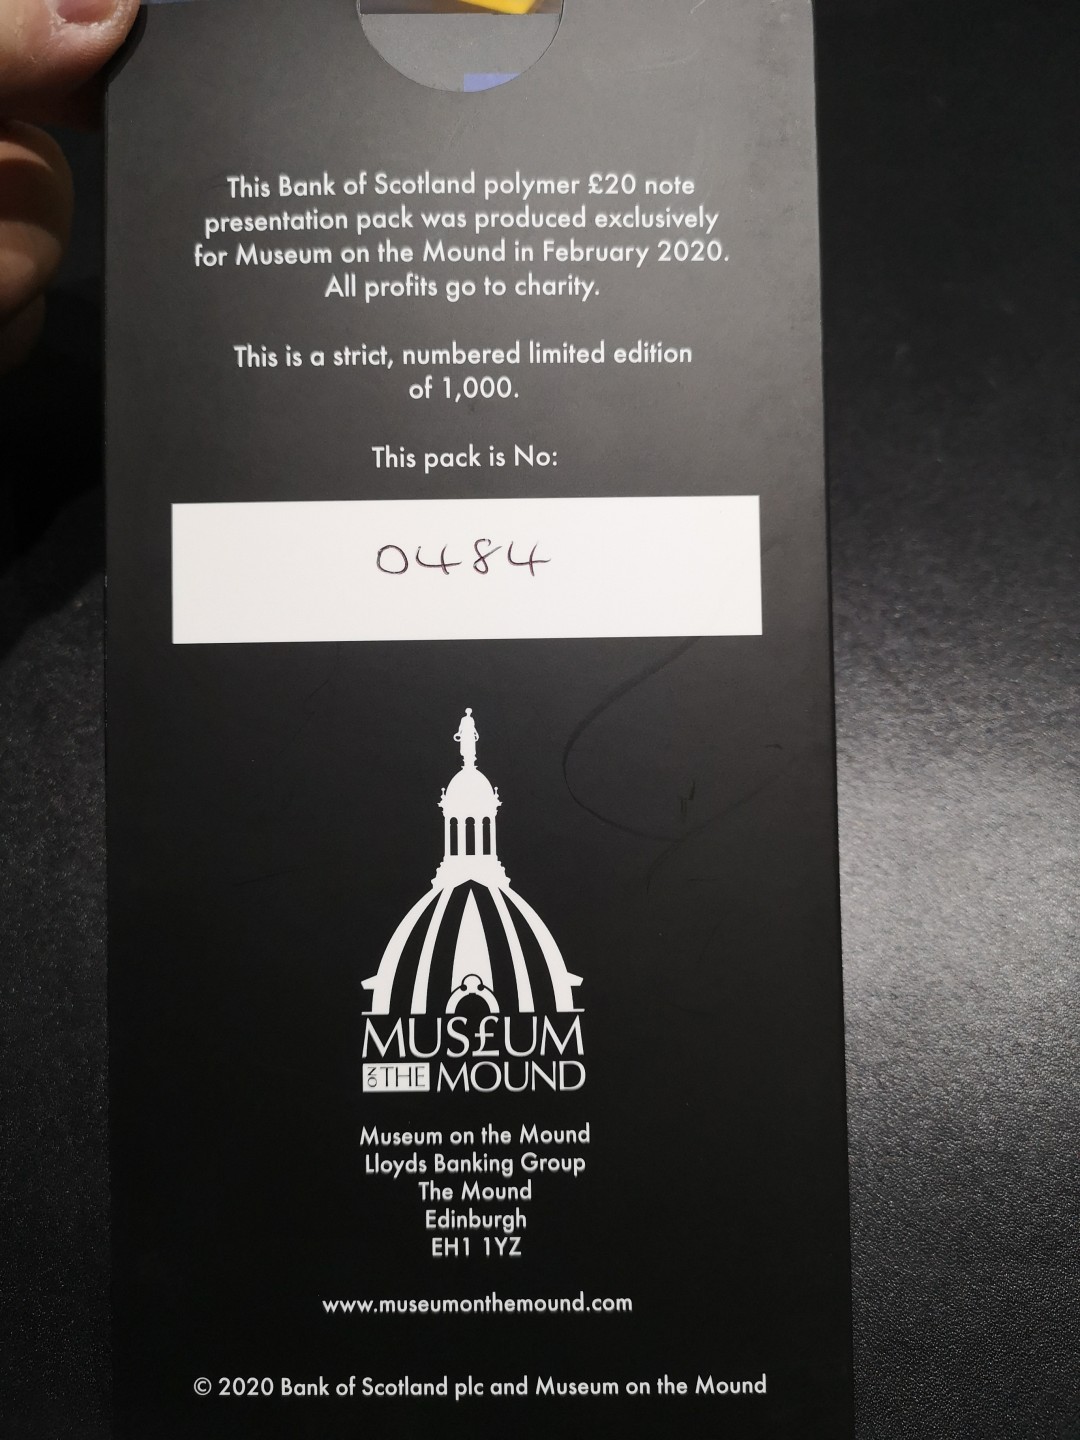 This Bank of Scotland polymer £20 note
presentation pack was produced exclusively
for Museum on the Mound in February 2020.
All profits go to charity.
This is a strict, numbered limited edition
of 1,000.
This pack is No:
0484
MUS£UM
ON THE MOUND
Museum on the Mound
Lloyds Banking Group
The Mound
Edinburgh
EH1 1YZ
www.museumonthemound.com
© 2020 Bank of Scotland plc and Museum on the Mound